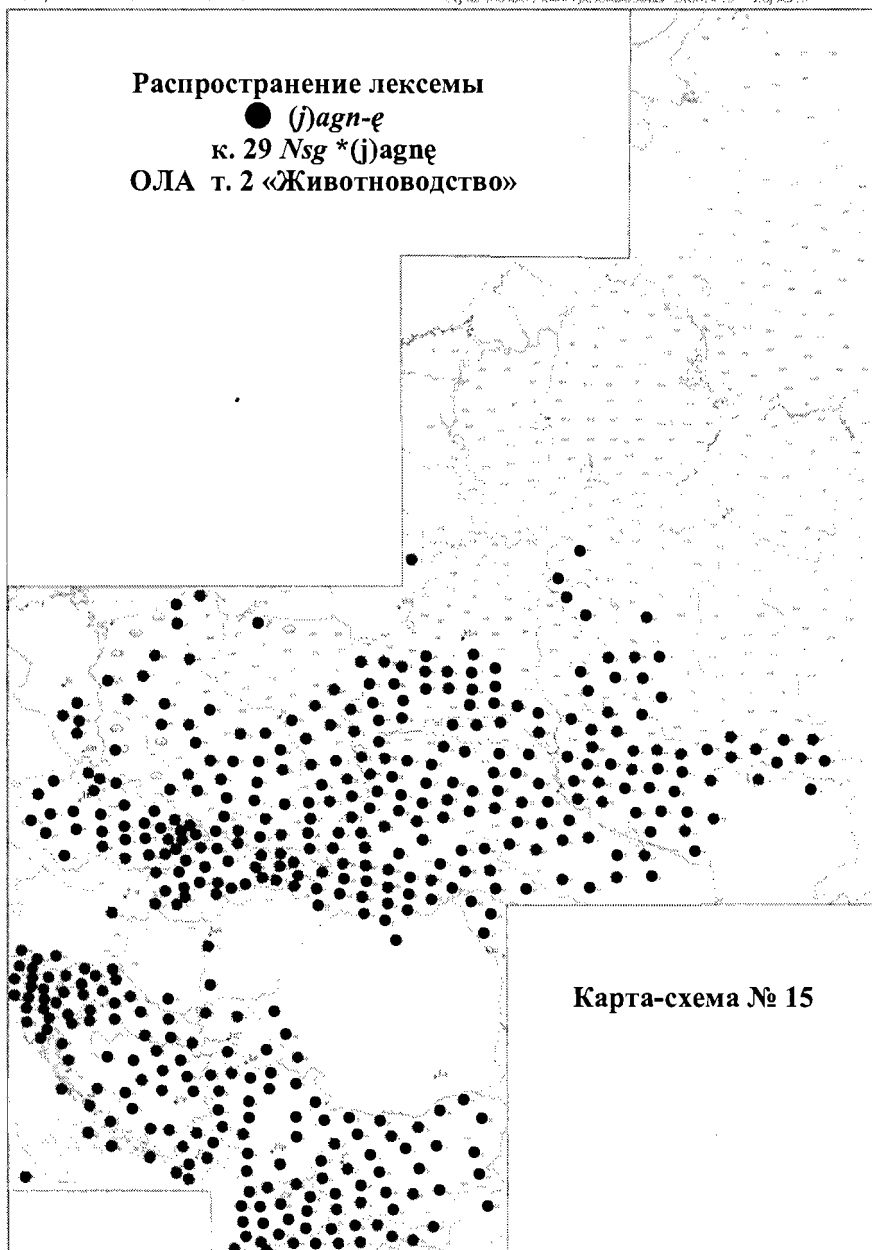 Распространение лексемы
● (j)agn-ę
к. 29 Nsg *(j)agnę
ОЛА т. 2 «Животноводство»
Карта-схема № 15